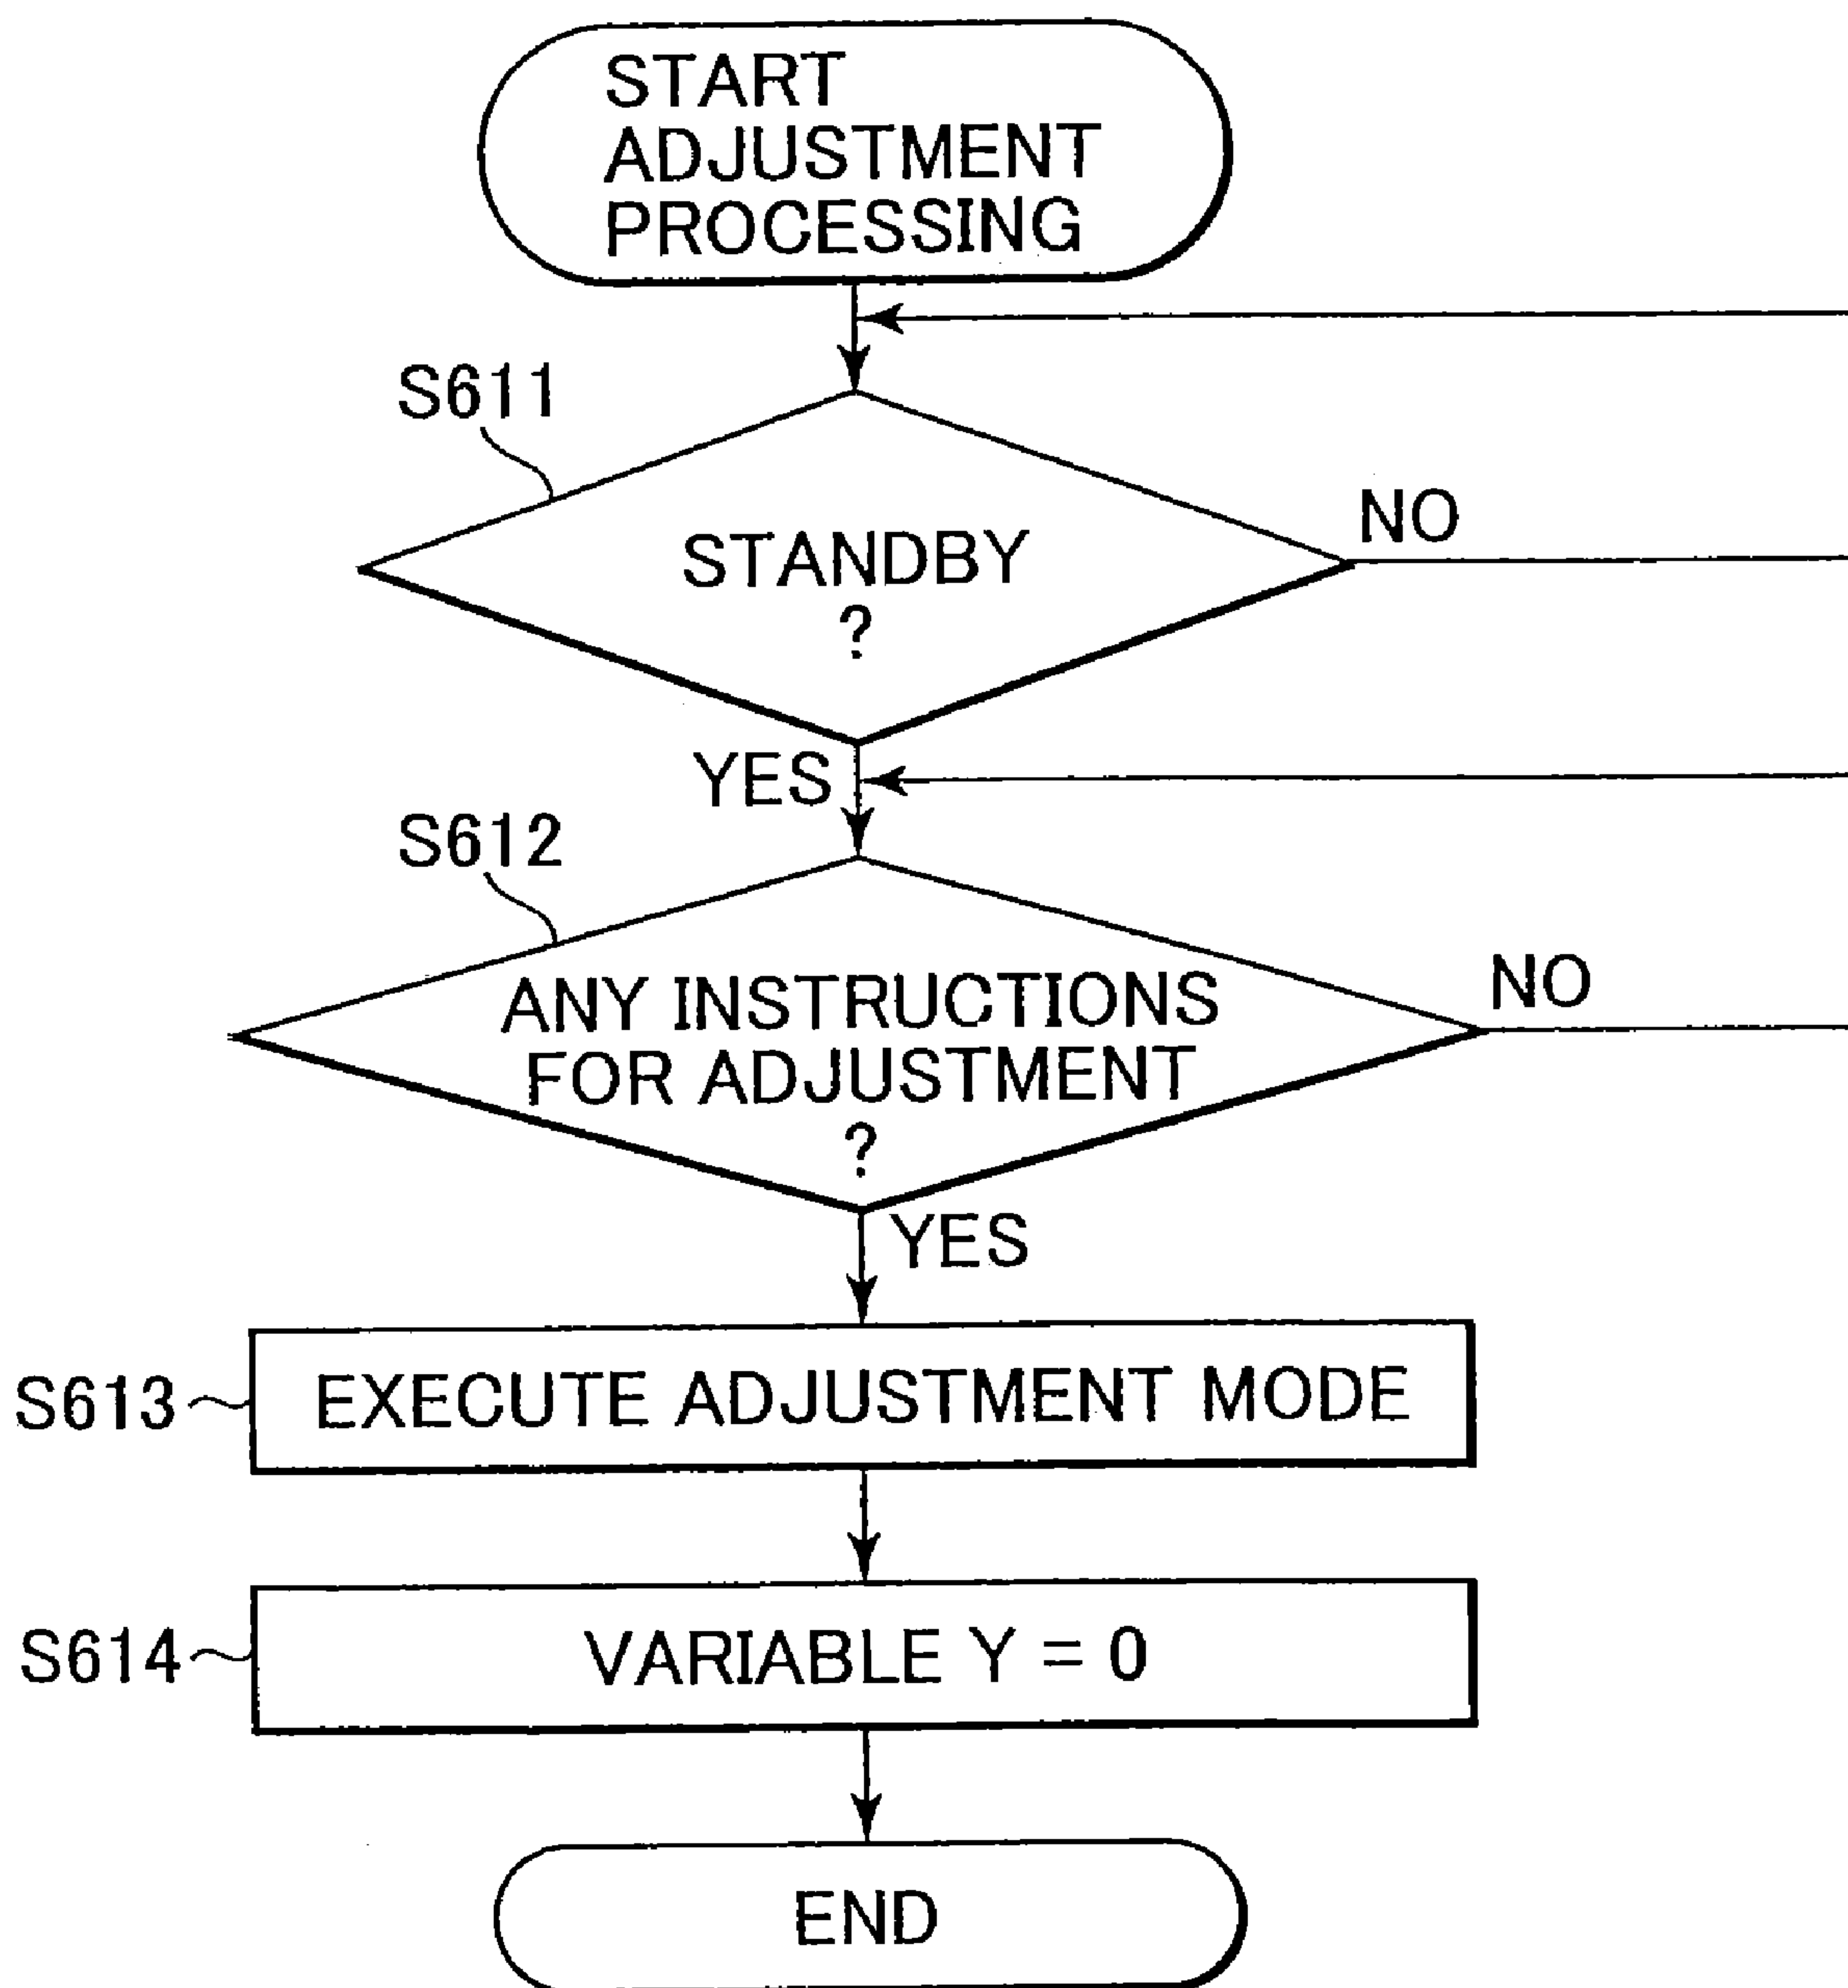 START
ADJUSTMENT
PROCESSING
S611
STANDBY
?
NO
YES
S612
ANY INSTRUCTIONS
FOR ADJUSTMENT
?
NO
YES
S613
EXECUTE ADJUSTMENT MODE
S614
VARIABLE Y = 0
END